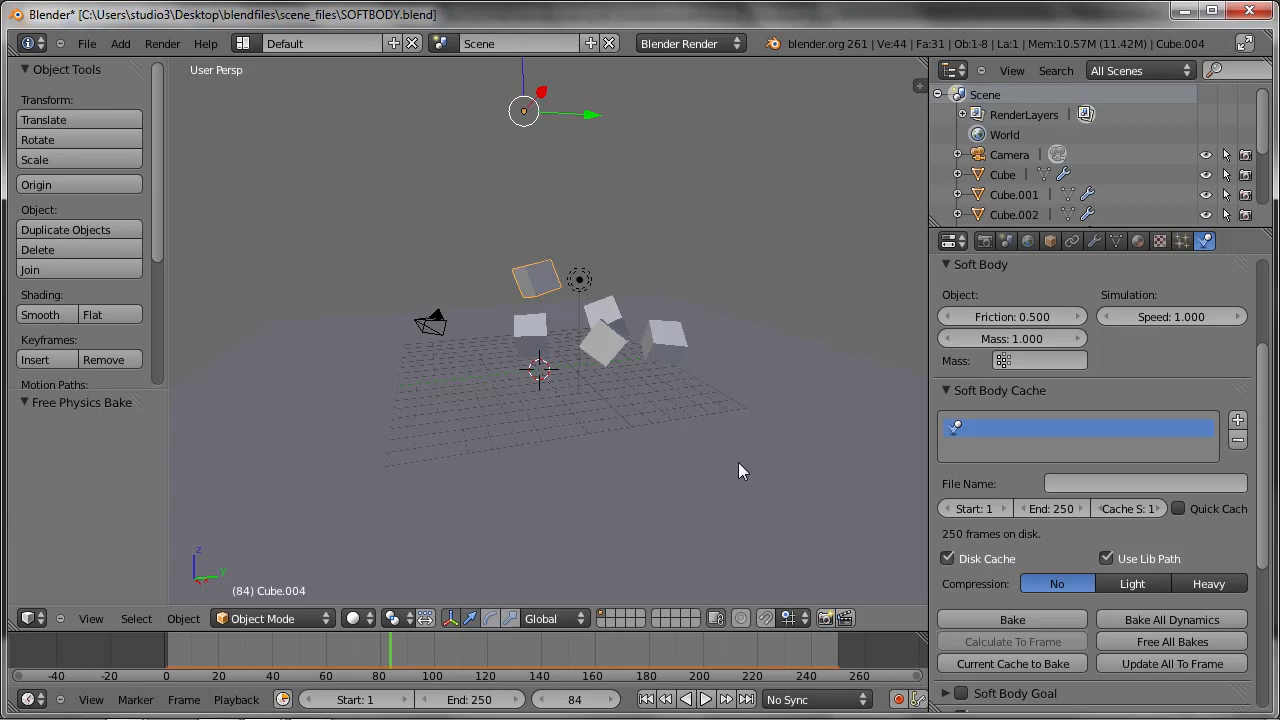 Blender* [C:\Users\studio3\Desktop\blendfiles\scene_files\SOFTBODY.blend]
File Add Render Help Default Scene Blender Render blender.org 261 | Ve:44 | Fa:31 | Ob:1-8 | La:1 | Mem:10.57M (11.42M) | Cube.004
Object Tools
Transform:
Translate
Rotate
Scale
Origin
Object:
Duplicate Objects
Delete
Join
Shading:
Smooth Flat
Keyframes:
Insert Remove
Motion Paths:
Free Physics Bake
User Persp
z
y
(84) Cube.004
View Select Object Object Mode Global
View Search All Scenes
Scene
RenderLayers |
World
Camera |
Cube |
Cube.001 |
Cube.002 |
Soft Body
Object: Simulation:
Friction: 0.500 Speed: 1.000
Mass: 1.000
Mass:
Soft Body Cache
File Name:
Start: 1 End: 250 Cache S: 1 Quick Cach
250 frames on disk.
Disk Cache Use Lib Path
Compression: No Light Heavy
Bake Bake All Dynamics
Calculate To Frame Free All Bakes
Current Cache to Bake Update All To Frame
Soft Body Goal
-40 -20 0 20 40 60 80 100 120 140 160 180 200 220 240 260
View Marker Frame Playback Start: 1 End: 250 84 No Sync